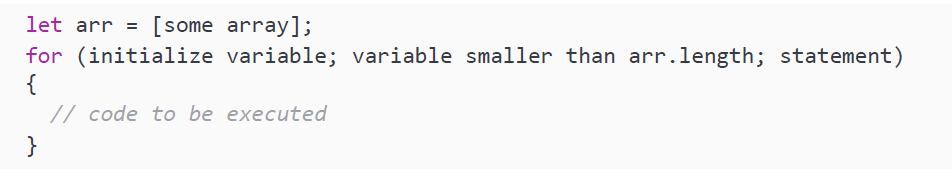 let arr = [some array];
for (initialize variable; variable smaller than arr.length; statement)
{
// code to be executed
}